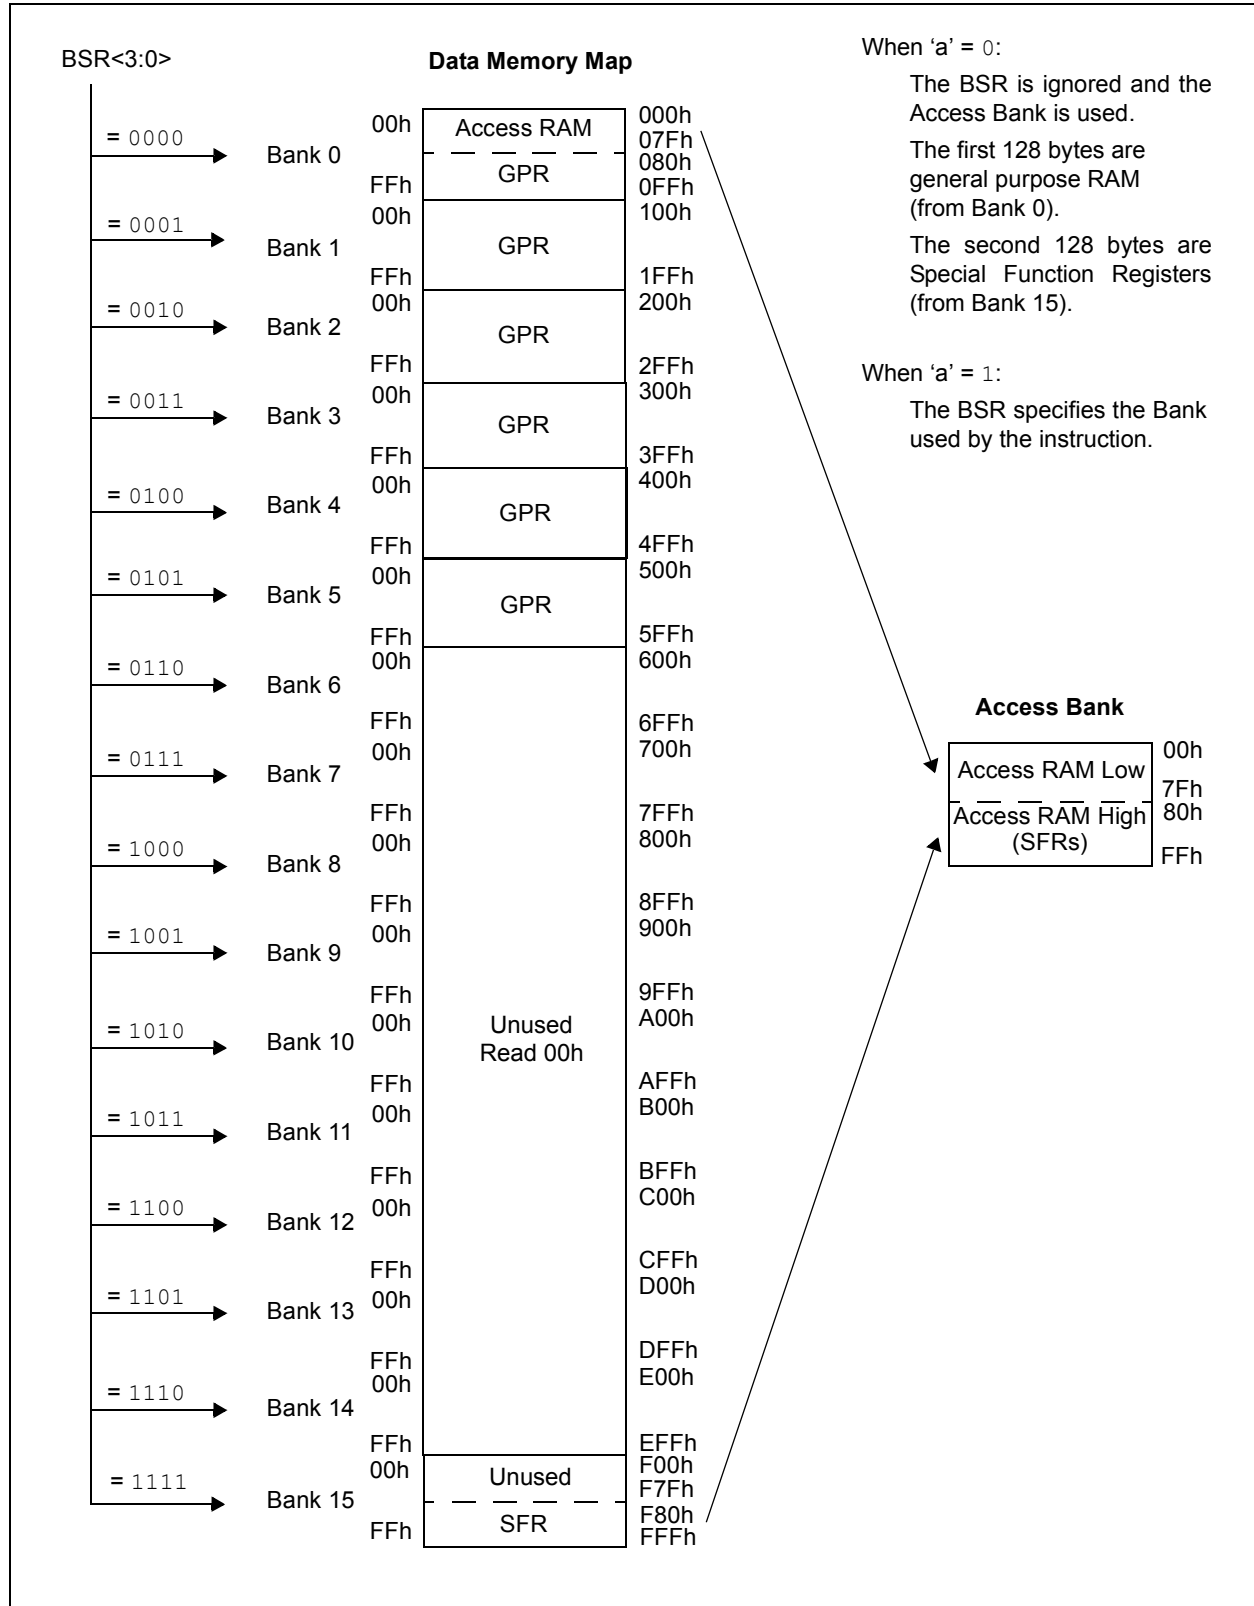 BSR<3:0>
Data Memory Map
When ‘a’ = 0:
The BSR is ignored and the
Access Bank is used.
The first 128 bytes are
general purpose RAM
(from Bank 0).
The second 128 bytes are
Special Function Registers
(from Bank 15).
When ‘a’ = 1:
The BSR specifies the Bank
used by the instruction.
= 0000
Bank 0
00h
Access RAM
000h
07Fh
080h
GPR
FFh
0FFh
= 0001
Bank 1
00h
100h
GPR
FFh
1FFh
= 0010
Bank 2
00h
200h
GPR
FFh
2FFh
= 0011
Bank 3
00h
300h
GPR
FFh
3FFh
= 0100
Bank 4
00h
400h
GPR
FFh
4FFh
= 0101
Bank 5
00h
500h
GPR
FFh
5FFh
= 0110
Bank 6
00h
600h
FFh
6FFh
= 0111
Bank 7
00h
700h
FFh
7FFh
= 1000
Bank 8
00h
800h
FFh
8FFh
= 1001
Bank 9
00h
900h
FFh
9FFh
= 1010
Bank 10
00h
A00h
Unused
Read 00h
FFh
AFFh
= 1011
Bank 11
00h
B00h
FFh
BFFh
= 1100
Bank 12
00h
C00h
FFh
CFFh
= 1101
Bank 13
00h
D00h
FFh
DFFh
= 1110
Bank 14
00h
E00h
FFh
EFFh
= 1111
Bank 15
00h
F00h
Unused
F7Fh
F80h
SFR
FFh
FFFh
Access Bank
Access RAM Low
00h
7Fh
Access RAM High
(SFRs)
80h
FFh